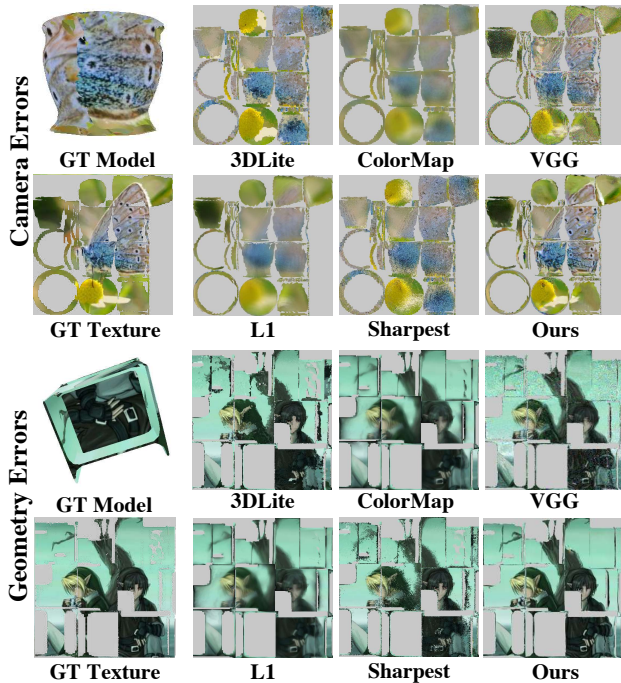 Camera Errors
GT Model
3DLite
ColorMap
VGG
GT Texture
L1
Sharpest
Ours
Geometry Errors
GT Model
3DLite
ColorMap
VGG
GT Texture
L1
Sharpest
Ours